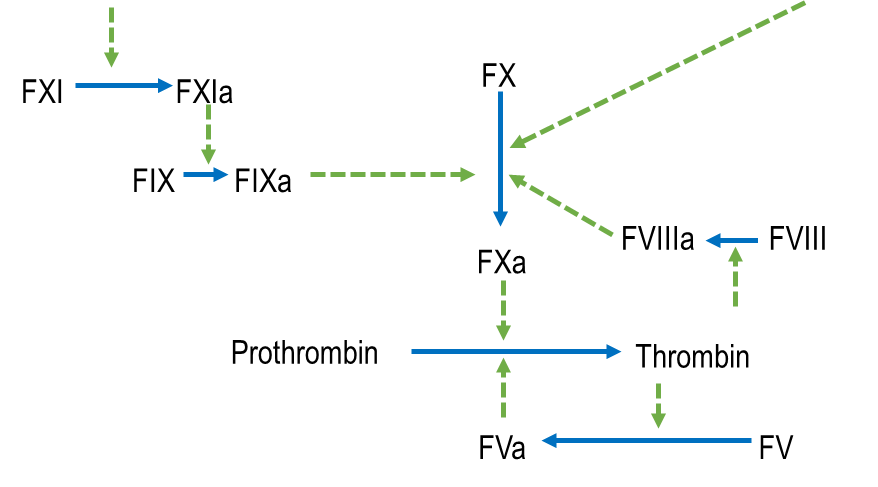 FX
FXI
FXIa
FIX
FIXa
FVIIIa
FVIII
FXa
Prothrombin
Thrombin
FVa
FV